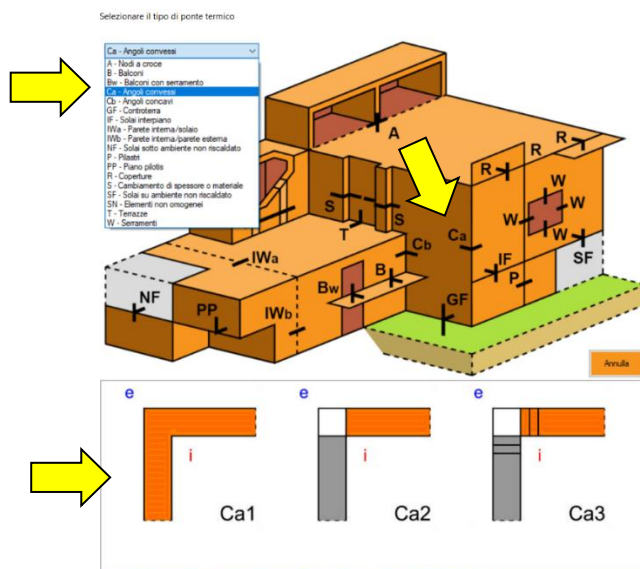 Selezionare il tipo di ponte termico
Ca - Angoli convessi
A - Nodi a croce
B - Balconi
Bw - Balconi con serramento
Ca - Angoli convessi
Cb - Angoli concavi
GF - Controterra
IF - Solai interpiano
IWa - Parete interna/solaio
IWb - Parete interna/parete esterna
NF - Solai sotto ambiente non riscaldato
P - Pilastri
PP - Piano pilotis
R - Coperture
S - Cambiamento di spessore o materiale
SF - Solai su ambiente non riscaldato
SN - Elementi non omogenei
T - Terrazze
W - Serramenti
A
R
R
R
S
S
T
W
W
W
W
W
Ca
Cb
IWa
IF
SF
P
B
Bw
NF
PP
IWb
GF
Annulla
e
e
e
i
i
i
Ca1
Ca2
Ca3